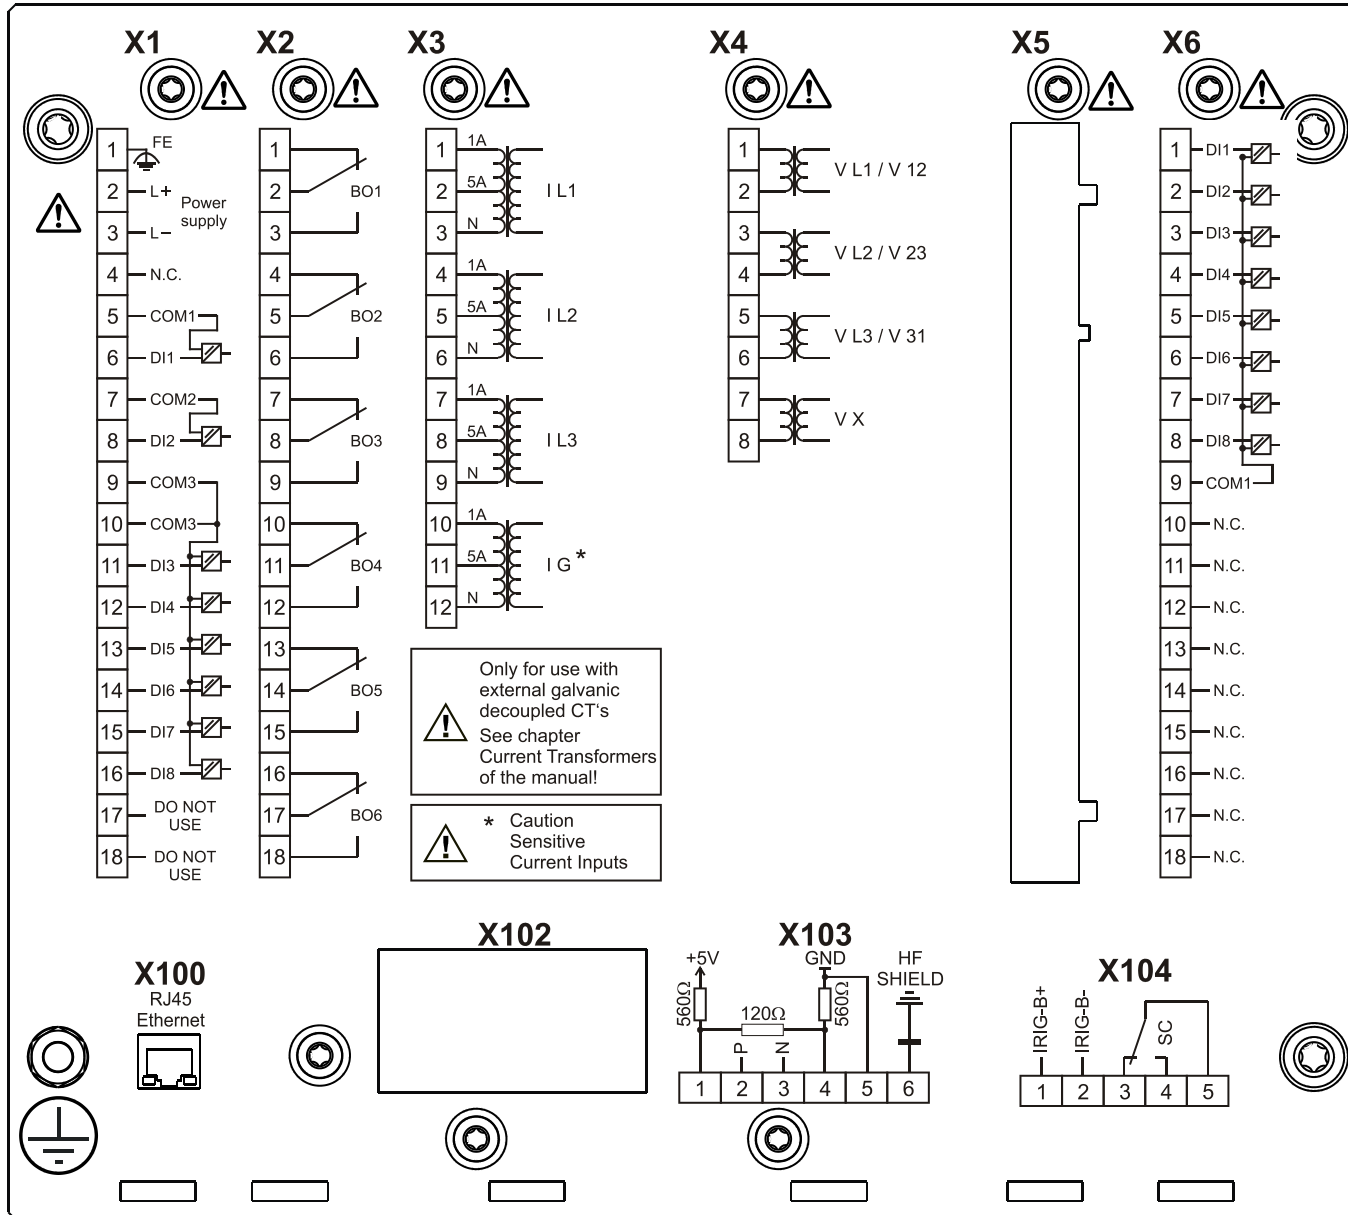 X1
X2
X3
X4
X5
X6
1 FE
2 L+
Power
supply
3 L–
4 N.C.
5 COM1
6 DI1
7 COM2
8 DI2
9 COM3
10 COM3
11 DI3
12 DI4
13 DI5
14 DI6
15 DI7
16 DI8
17 DO NOT
USE
18 DO NOT
USE
1
2 BO1
3
4
5 BO2
6
7
8 BO3
9
10
11 BO4
12
13
14 BO5
15
16
17 BO6
18
1 1A
2 5A I L1
3 N
4 1A
5 5A I L2
6 N
7 1A
8 5A I L3
9 N
10 1A
11 5A I G *
12 N
Only for use with
external galvanic
decoupled CT‘s
See chapter
Current Transformers
of the manual!
* Caution
Sensitive
Current Inputs
1
V L1 / V 12
2
3
V L2 / V 23
4
5
V L3 / V 31
6
7
V X
8
1 DI1
2 DI2
3 DI3
4 DI4
5 DI5
6 DI6
7 DI7
8 DI8
9 COM1
10 N.C.
11 N.C.
12 N.C.
13 N.C.
14 N.C.
15 N.C.
16 N.C.
17 N.C.
18 N.C.
X100
RJ45
Ethernet
X102
X103
+5V GND HF
SHIELD
560Ω 120Ω 560Ω
P N
1 2 3 4 5 6
X104
IRIG-B+ IRIG-B- SC
1 2 3 4 5